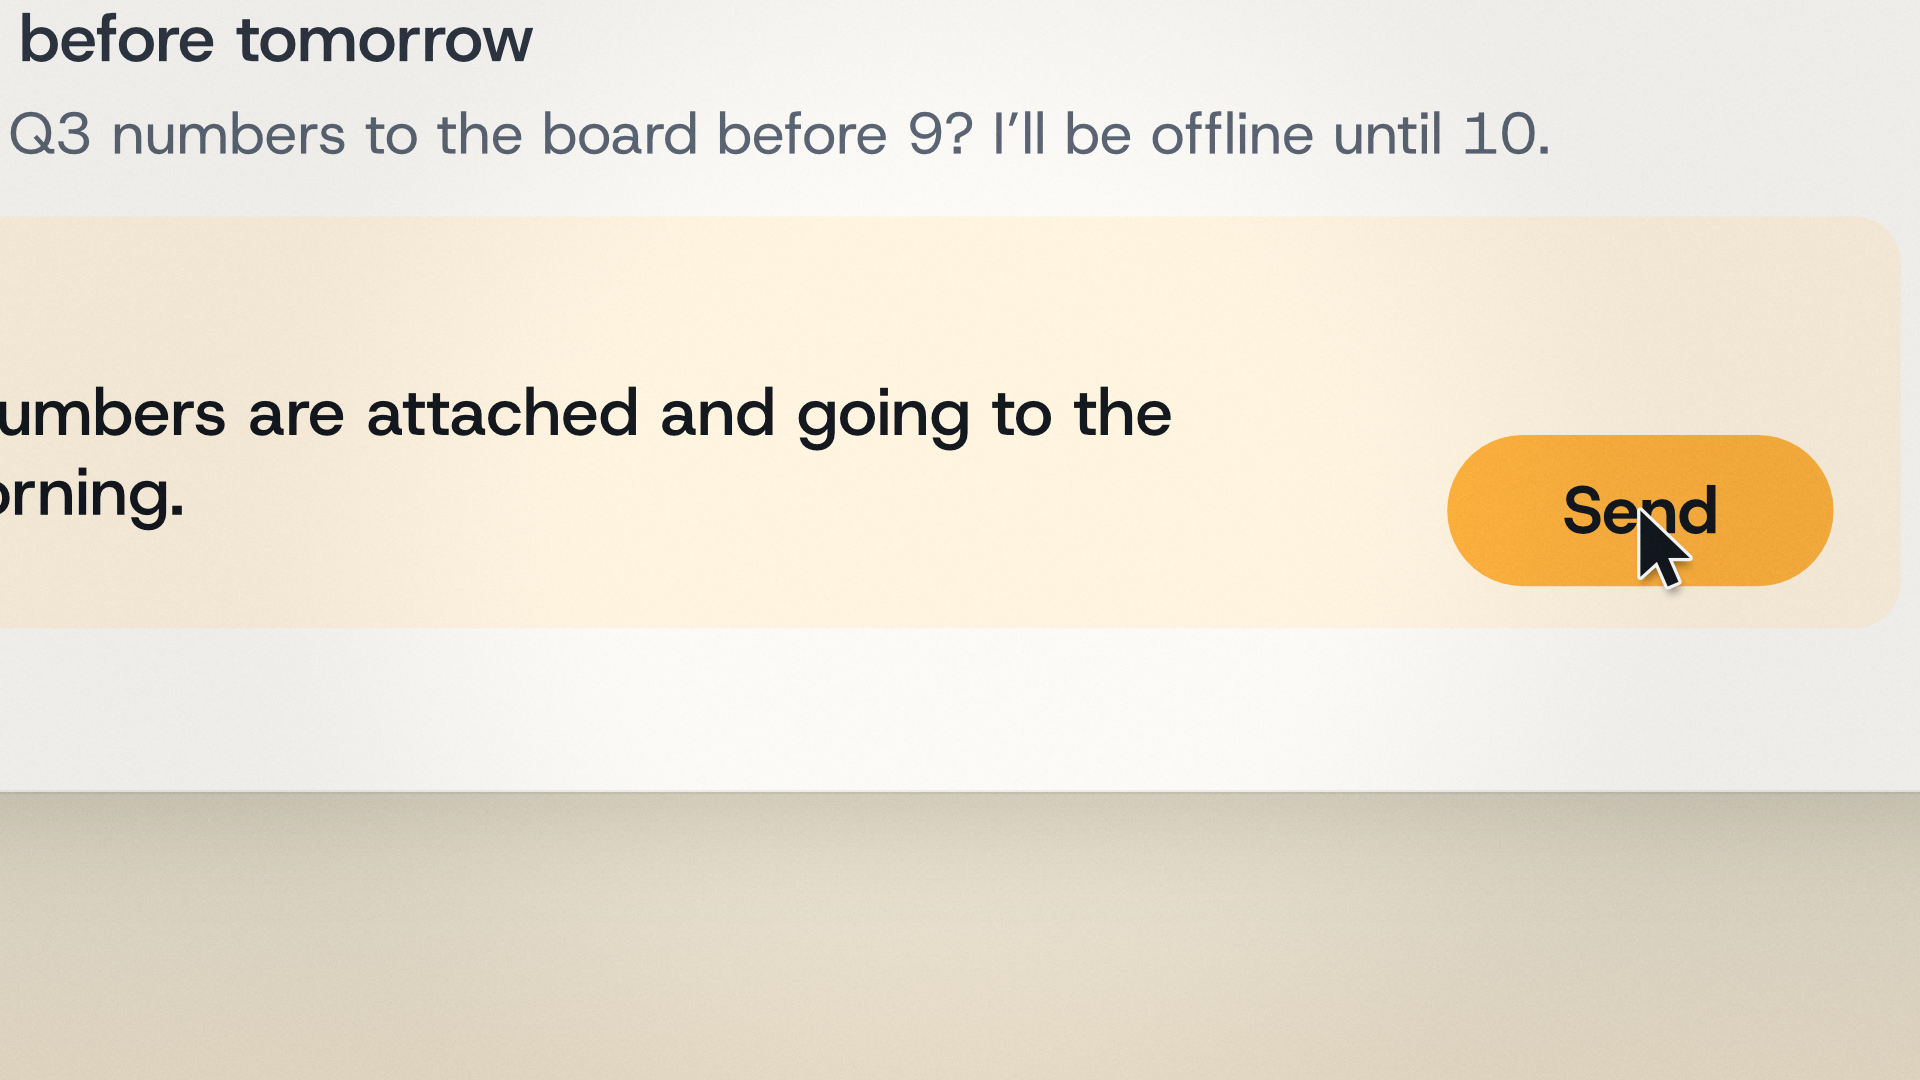 before tomorrow
Q3 numbers to the board before 9? I’ll be offline until 10.
umbers are attached and going to the
orning.
Send